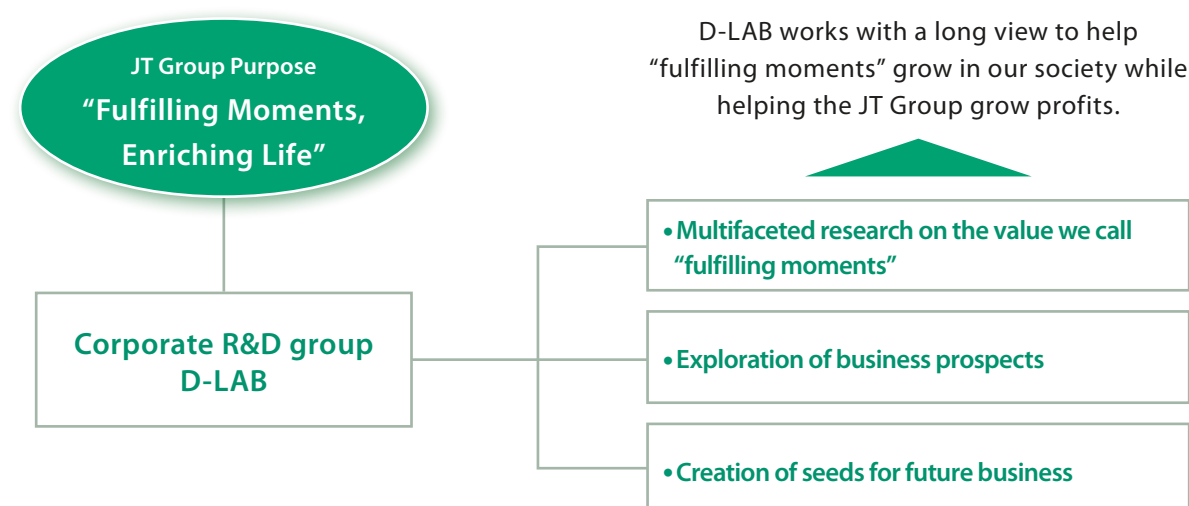 JT Group Purpose
“Fulfilling Moments,
Enriching Life”
Corporate R&D group
D-LAB
D-LAB works with a long view to help
“fulfilling moments” grow in our society while
helping the JT Group grow profits.
• Multifaceted research on the value we call
“fulfilling moments”
• Exploration of business prospects
• Creation of seeds for future business